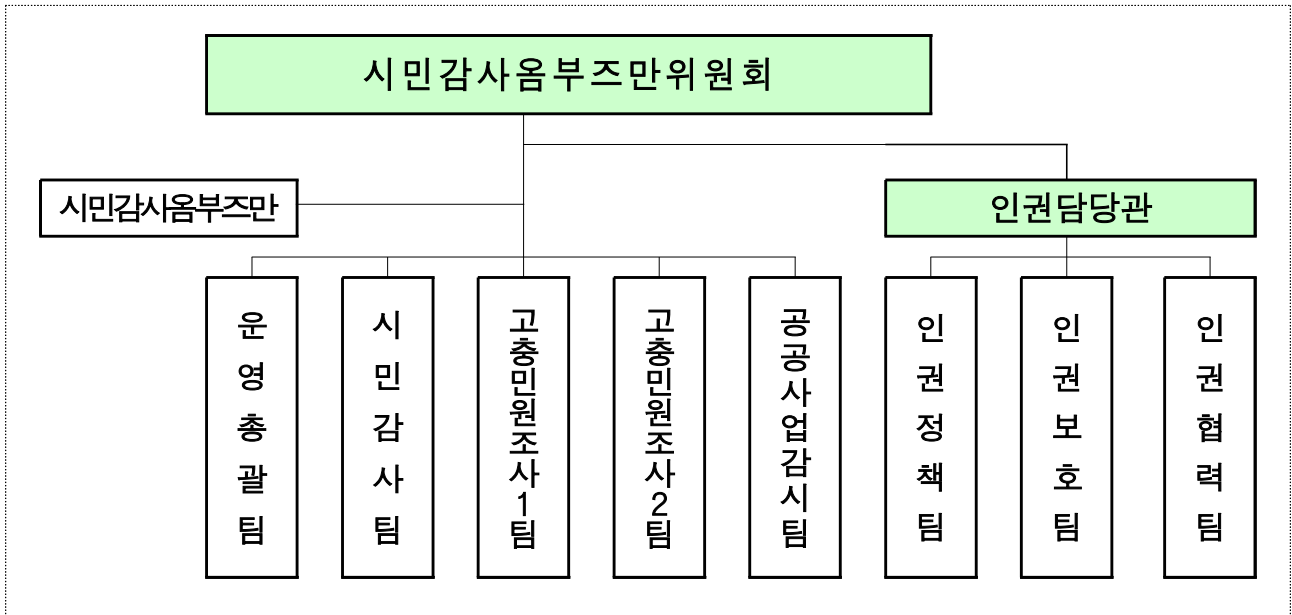 시민감사옴부즈만위원회
시민감사옴부즈만
인권담당관
운영총괄팀
시민감사팀
고충민원조사1팀
고충민원조사2팀
공공사업감시팀
인권정책팀
인권보호팀
인권협력팀